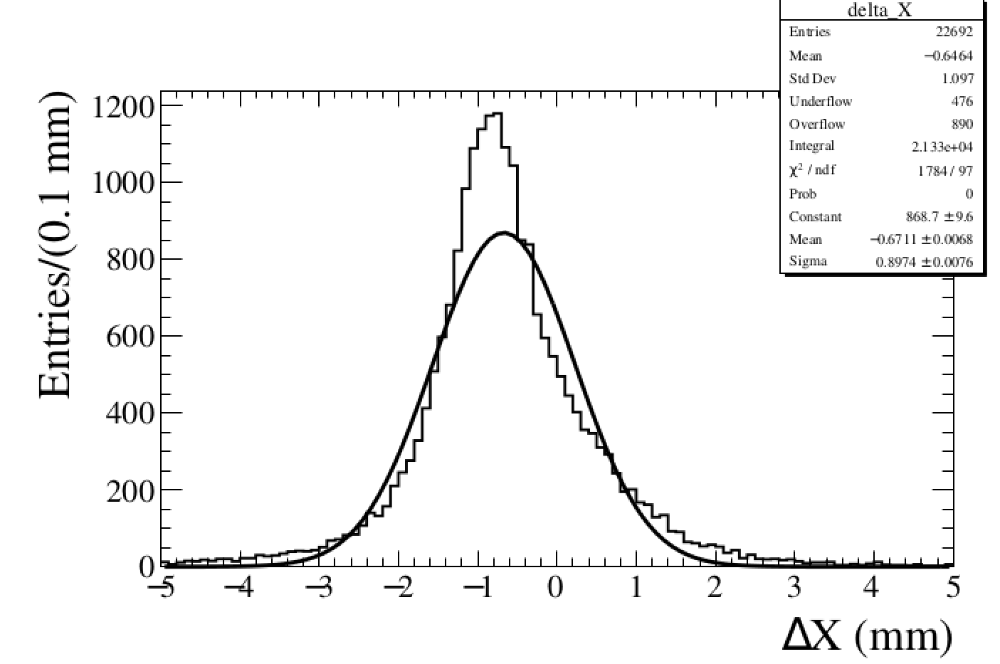 delta_X
Entries 22692
Mean −0.6464
Std Dev 1.097
Underflow 476
Overflow 890
Integral 2.133e+04
χ² / ndf 1784 / 97
Prob 0
Constant 868.7 ±9.6
Mean −0.6711 ±0.0068
Sigma 0.8974 ±0.0076
Entries/(0.1 mm)
1200
1000
800
600
400
200
0
−5 −4 −3 −2 −1 0 1 2 3 4 5
ΔX (mm)